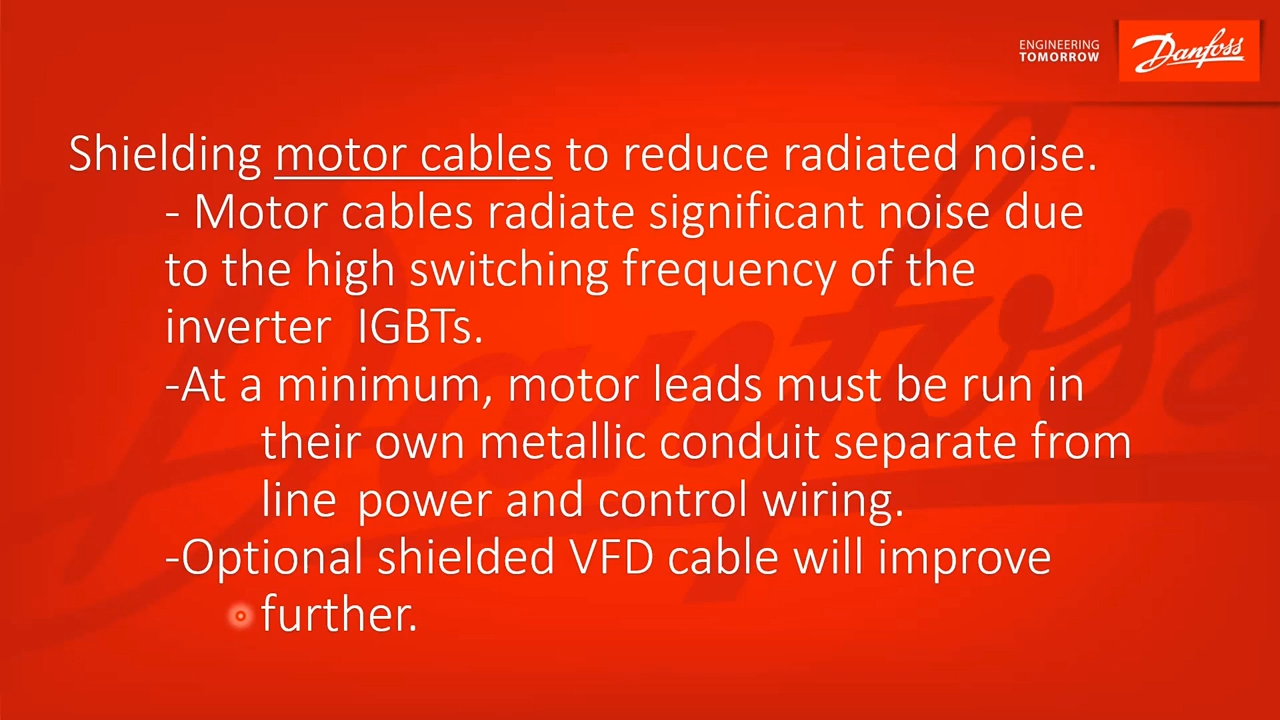 ENGINEERING
TOMORROW
Danfoss
Shielding motor cables to reduce radiated noise.
- Motor cables radiate significant noise due
to the high switching frequency of the
inverter IGBTs.
-At a minimum, motor leads must be run in
their own metallic conduit separate from
line power and control wiring.
-Optional shielded VFD cable will improve
further.